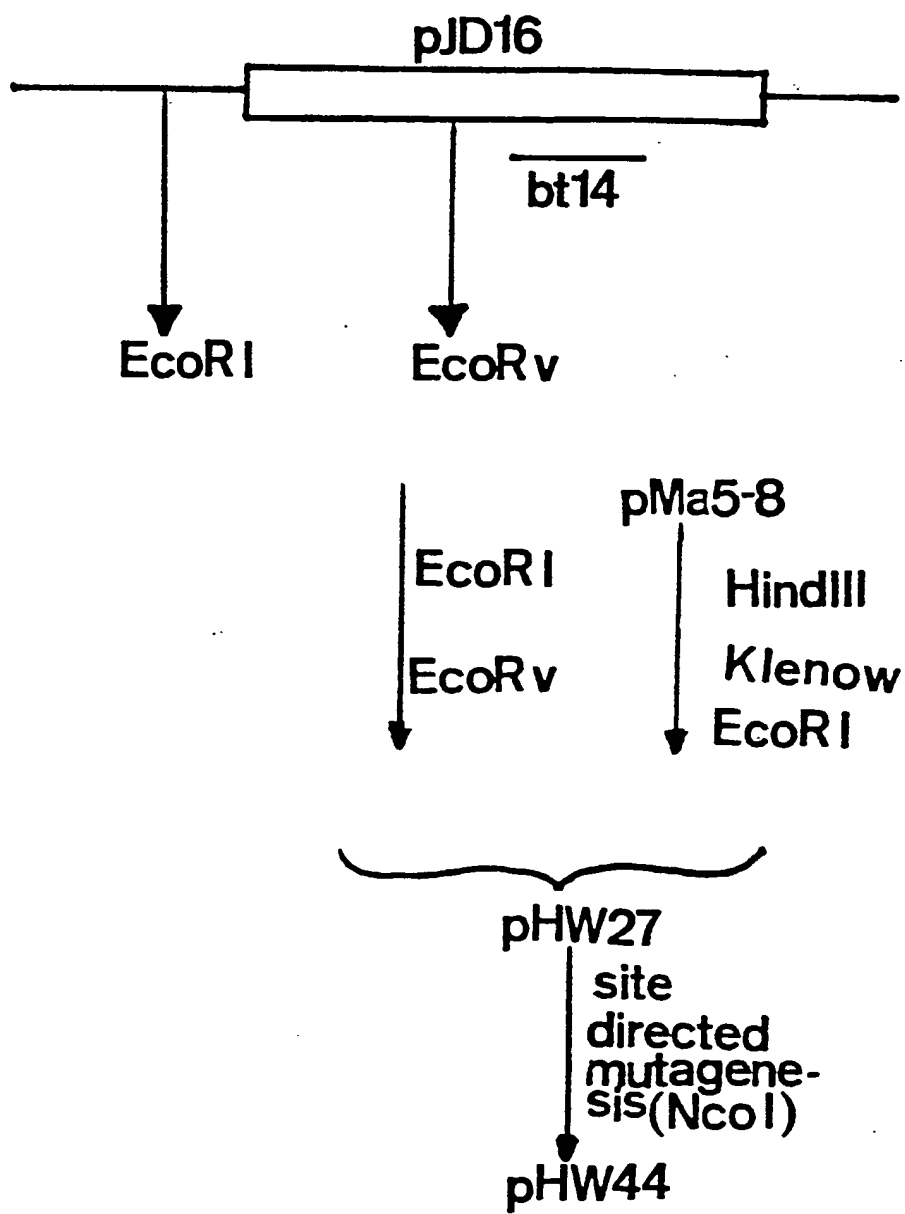 pJD16
bt14
EcoRI
EcoRv
pMa5-8
EcoRI
HindIII
EcoRv
Klenow
EcoRI
pHW27
site
directed
mutagene-
sis(NcoI)
pHW44